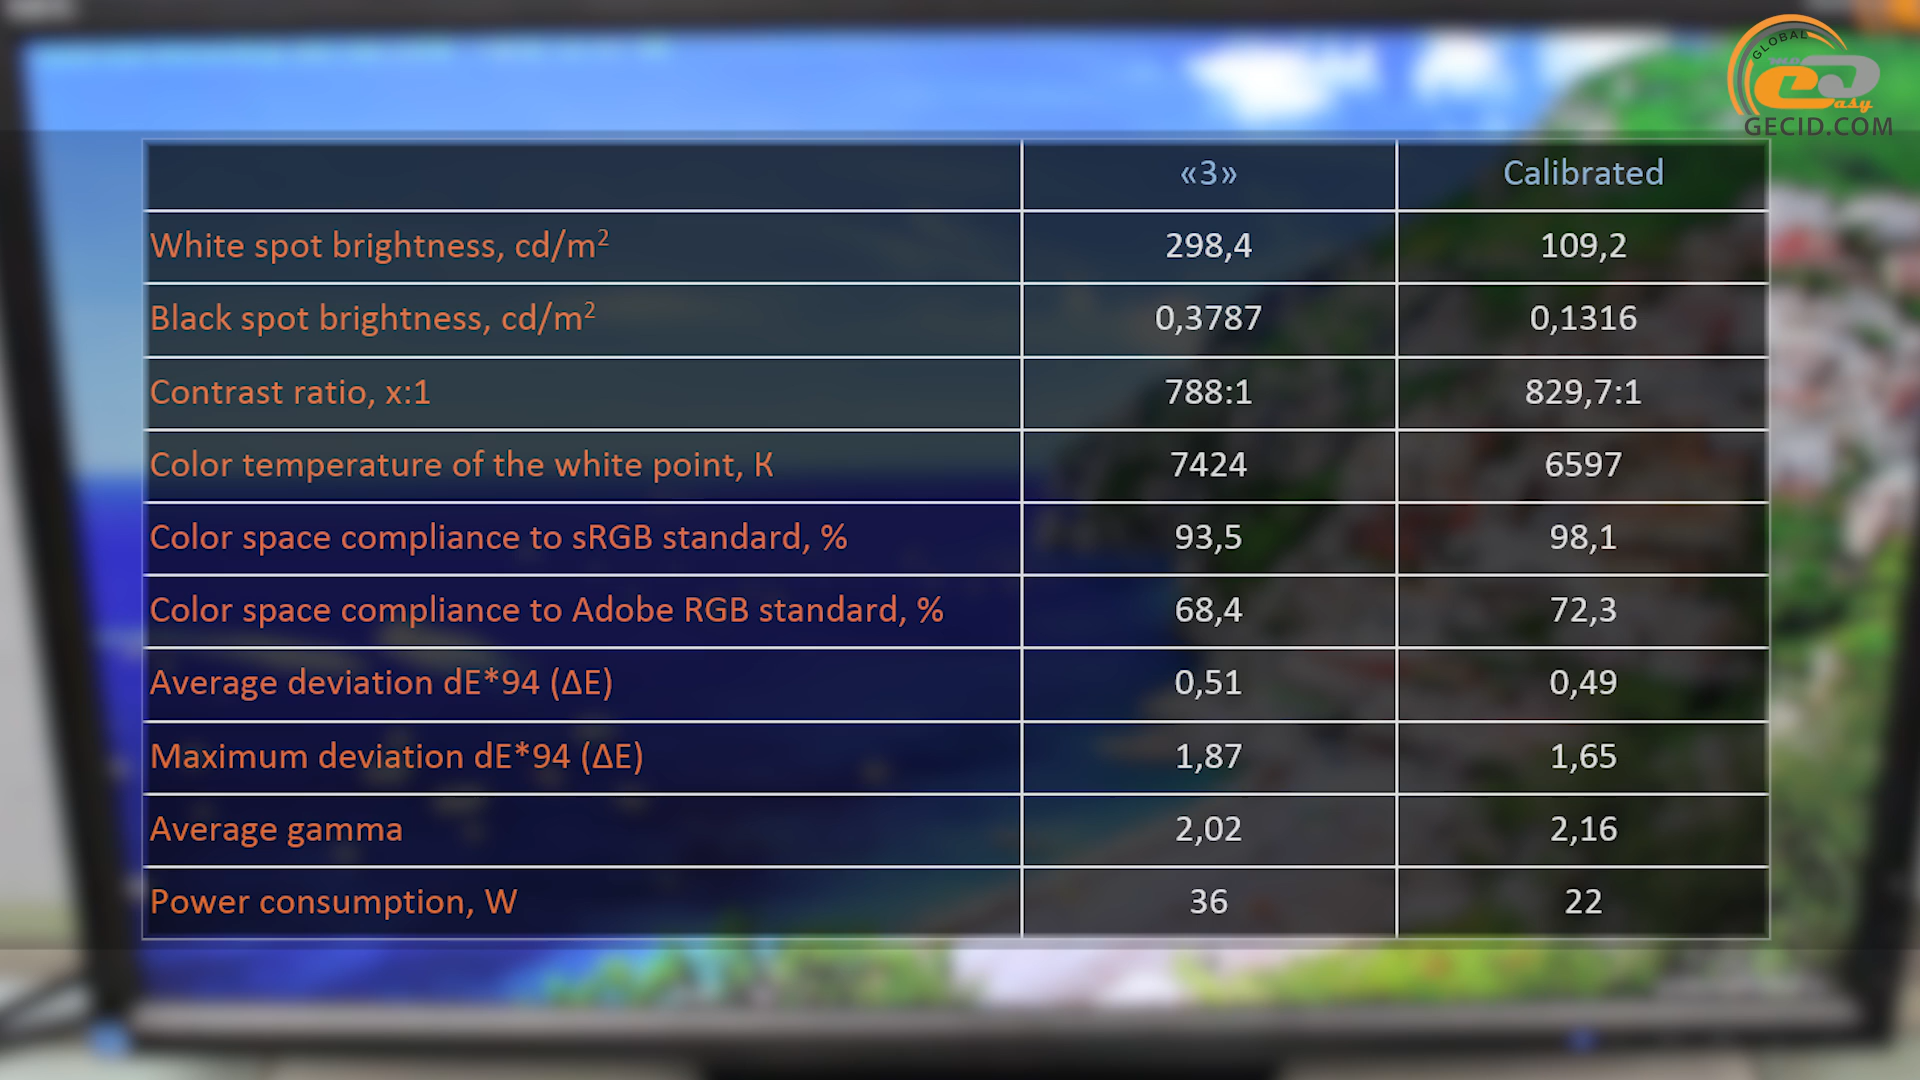 GLOBAL
easy
GECID.COM
«3» Calibrated
White spot brightness, cd/m² 298,4 109,2
Black spot brightness, cd/m² 0,3787 0,1316
Contrast ratio, x:1 788:1 829,7:1
Color temperature of the white point, К 7424 6597
Color space compliance to sRGB standard, % 93,5 98,1
Color space compliance to Adobe RGB standard, % 68,4 72,3
Average deviation dE*94 (ΔE) 0,51 0,49
Maximum deviation dE*94 (ΔE) 1,87 1,65
Average gamma 2,02 2,16
Power consumption, W 36 22